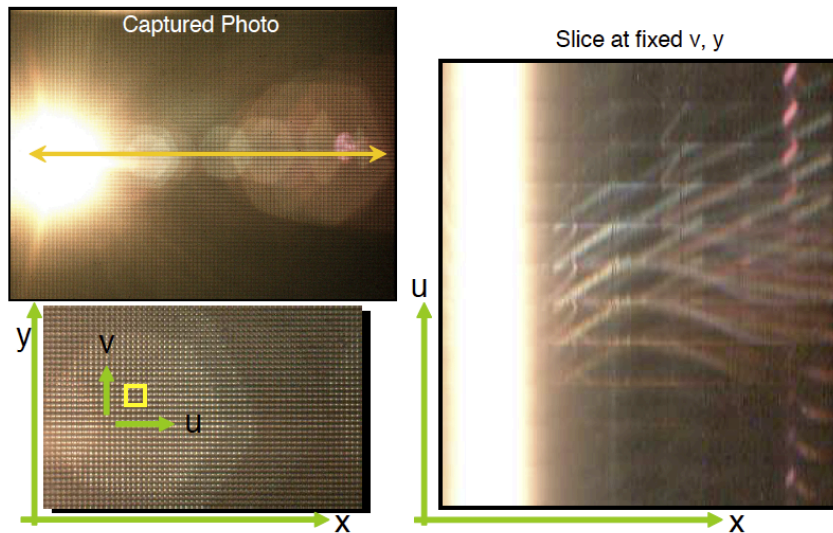 Captured Photo
Slice at fixed v, y
y
v
u
x
u
x